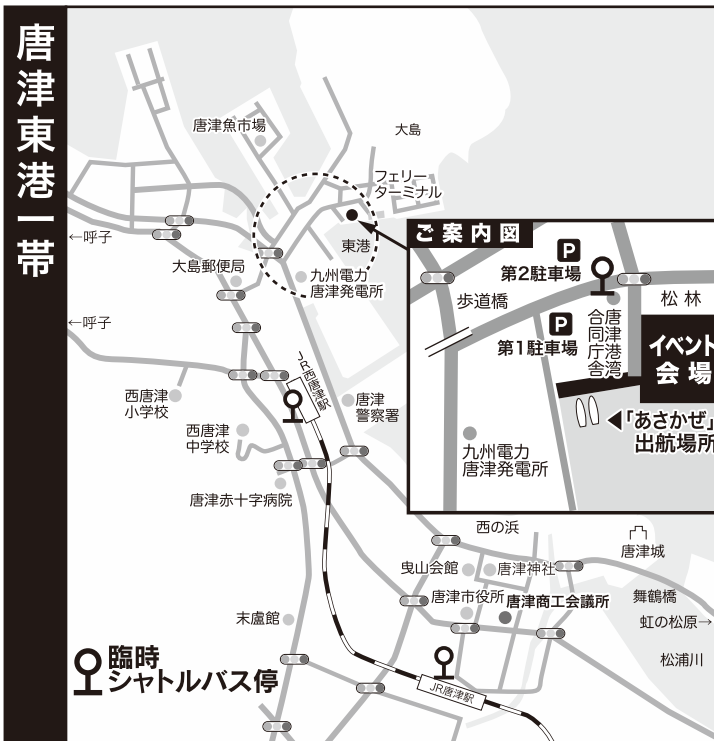 唐津東港一帯
唐津魚市場
大島
フェリー
ターミナル
←呼子
東港
大島郵便局
九州電力
唐津発電所
←呼子
JR西唐津駅
西唐津
小学校
唐津
警察署
西唐津
中学校
唐津赤十字病院
ご案内図
P
第2駐車場
歩道橋
松林
P
第1駐車場
唐津港湾
合同庁舎
イベント
会場
◀「あさかぜ」
出航場所
九州電力
唐津発電所
西の浜
唐津城
曳山会館
唐津神社
舞鶴橋
唐津市役所
唐津商工会議所
虹の松原→
末盧館
松浦川
臨時
シャトルバス停
JR唐津駅